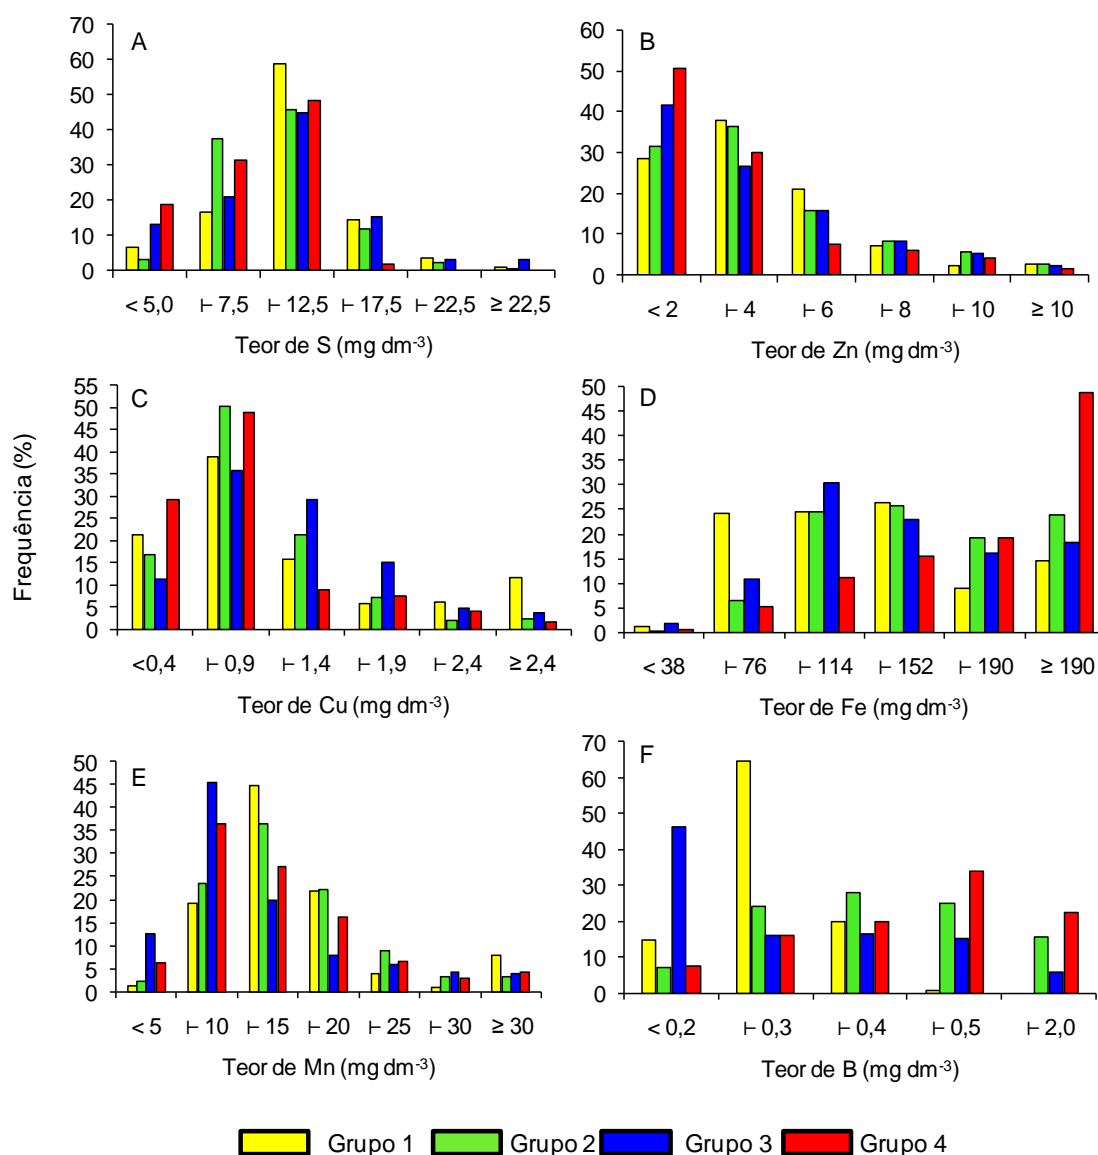 A
70
60
50
40
30
20
10
0
< 5,0 ⊢ 7,5 ⊢ 12,5 ⊢ 17,5 ⊢ 22,5 ≥ 22,5
Teor de S (mg dm-3)
B
60
50
40
30
20
10
0
< 2 ⊢ 4 ⊢ 6 ⊢ 8 ⊢ 10 ≥ 10
Teor de Zn (mg dm-3)
Frequência (%)
C
55
50
45
40
35
30
25
20
15
10
5
0
<0,4 ⊢ 0,9 ⊢ 1,4 ⊢ 1,9 ⊢ 2,4 ≥ 2,4
Teor de Cu (mg dm-3)
D
50
45
40
35
30
25
20
15
10
5
0
< 38 ⊢ 76 ⊢ 114 ⊢ 152 ⊢ 190 ≥ 190
Teor de Fe (mg dm-3)
E
50
45
40
35
30
25
20
15
10
5
0
< 5 ⊢ 10 ⊢ 15 ⊢ 20 ⊢ 25 ⊢ 30 ≥ 30
Teor de Mn (mg dm-3)
F
70
60
50
40
30
20
10
0
< 0,2 ⊢ 0,3 ⊢ 0,4 ⊢ 0,5 ⊢ 2,0
Teor de B (mg dm-3)
Grupo 1 Grupo 2 Grupo 3 Grupo 4